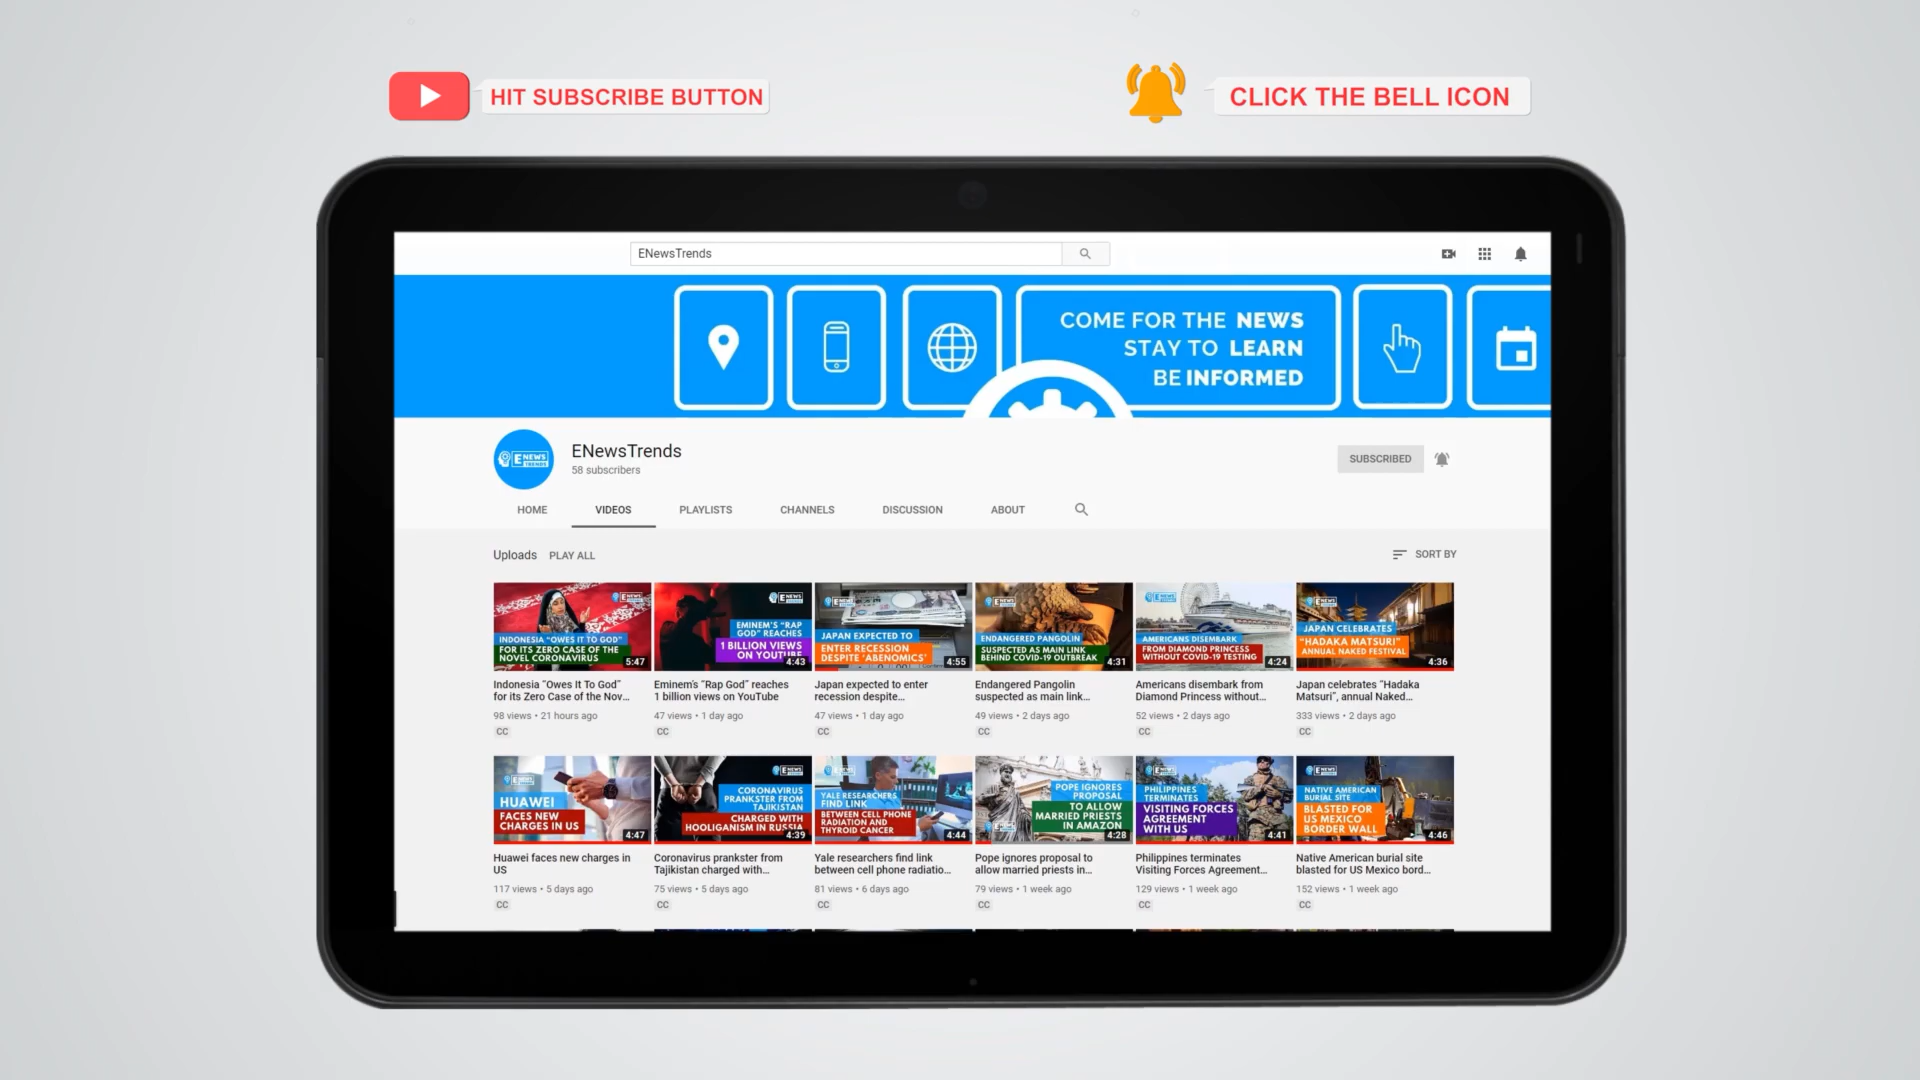 HIT SUBSCRIBE BUTTON
CLICK THE BELL ICON
ENewsTrends
COME FOR THE NEWS
STAY TO LEARN
BE INFORMED
E NEWS
TRENDS
ENewsTrends
58 subscribers
SUBSCRIBED
HOME VIDEOS PLAYLISTS CHANNELS DISCUSSION ABOUT
Uploads PLAY ALL
SORT BY
INDONESIA "OWES IT TO GOD"
FOR ITS ZERO CASE OF THE
NOVEL CORONAVIRUS
5:47
EMINEM'S "RAP
GOD" REACHES
1 BILLION VIEWS
ON YOUTUBE
4:43
JAPAN EXPECTED TO
ENTER RECESSION
DESPITE 'ABENOMICS'
4:55
ENDANGERED PANGOLIN
SUSPECTED AS MAIN LINK
BEHIND COVID-19 OUTBREAK
4:31
AMERICANS DISEMBARK
FROM DIAMOND PRINCESS
WITHOUT COVID-19 TESTING
4:24
JAPAN CELEBRATES
"HADAKA MATSURI"
ANNUAL NAKED FESTIVAL
4:36
Indonesia "Owes It To God"
for its Zero Case of the Nov...
98 views • 21 hours ago
CC
Eminem's "Rap God" reaches
1 billion views on YouTube
47 views • 1 day ago
CC
Japan expected to enter
recession despite...
47 views • 1 day ago
CC
Endangered Pangolin
suspected as main link...
49 views • 2 days ago
CC
Americans disembark from
Diamond Princess without...
52 views • 2 days ago
CC
Japan celebrates "Hadaka
Matsuri", annual Naked...
333 views • 2 days ago
CC
HUAWEI
FACES NEW
CHARGES IN US
4:47
CORONAVIRUS
PRANKSTER FROM
TAJIKISTAN
CHARGED WITH
HOOLIGANISM IN RUSSIA
4:39
YALE RESEARCHERS
FIND LINK
BETWEEN CELL PHONE
RADIATION AND
THYROID CANCER
4:44
POPE IGNORES
PROPOSAL
TO ALLOW
MARRIED PRIESTS
IN AMAZON
4:28
PHILIPPINES
TERMINATES
VISITING FORCES
AGREEMENT
WITH US
4:41
NATIVE AMERICAN
BURIAL SITE
BLASTED FOR
US MEXICO
BORDER WALL
4:46
Huawei faces new charges in
US
117 views • 5 days ago
CC
Coronavirus prankster from
Tajikistan charged with...
75 views • 5 days ago
CC
Yale researchers find link
between cell phone radiatio...
81 views • 6 days ago
CC
Pope ignores proposal to
allow married priests in...
79 views • 1 week ago
CC
Philippines terminates
Visiting Forces Agreement...
129 views • 1 week ago
CC
Native American burial site
blasted for US Mexico bord...
152 views • 1 week ago
CC